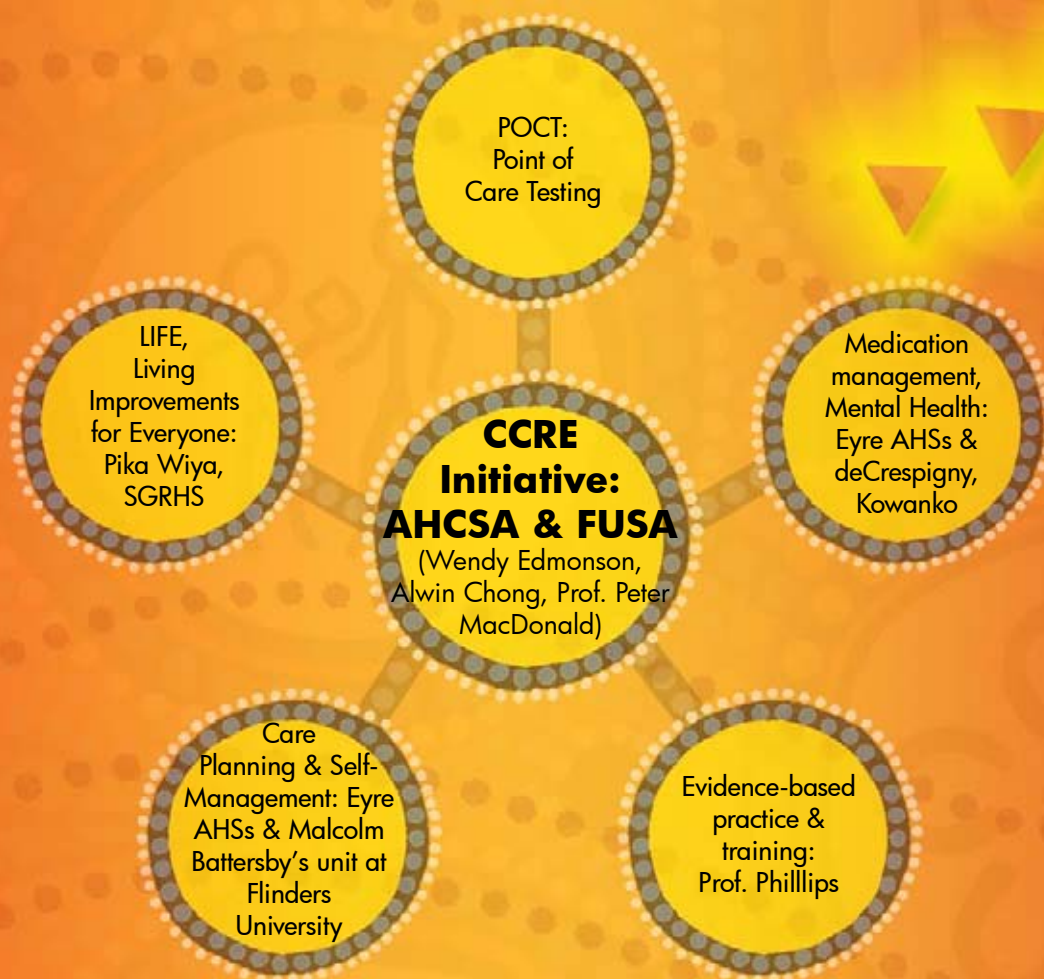 POCT:
Point of
Care Testing
LIFE,
Living
Improvements
for Everyone:
Pika Wiya,
SGRHS
Medication
management,
Mental Health:
Eyre AHSs &
deCrespigny,
Kowanko
CCRE
Initiative:
AHCSA & FUSA
(Wendy Edmonson,
Alwin Chong, Prof. Peter
MacDonald)
Care
Planning & Self-
Management: Eyre
AHSs & Malcolm
Battersby’s unit at
Flinders
University
Evidence-based
practice &
training:
Prof. Philllips